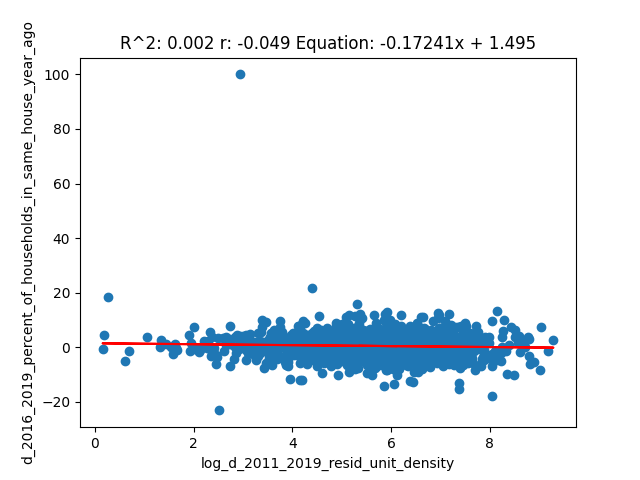 R^2: 0.002 r: -0.049 Equation: -0.17241x + 1.495
d_2016_2019_percent_of_households_in_same_house_year_ago
100
80
60
40
20
0
−20
0 2 4 6 8
log_d_2011_2019_resid_unit_density